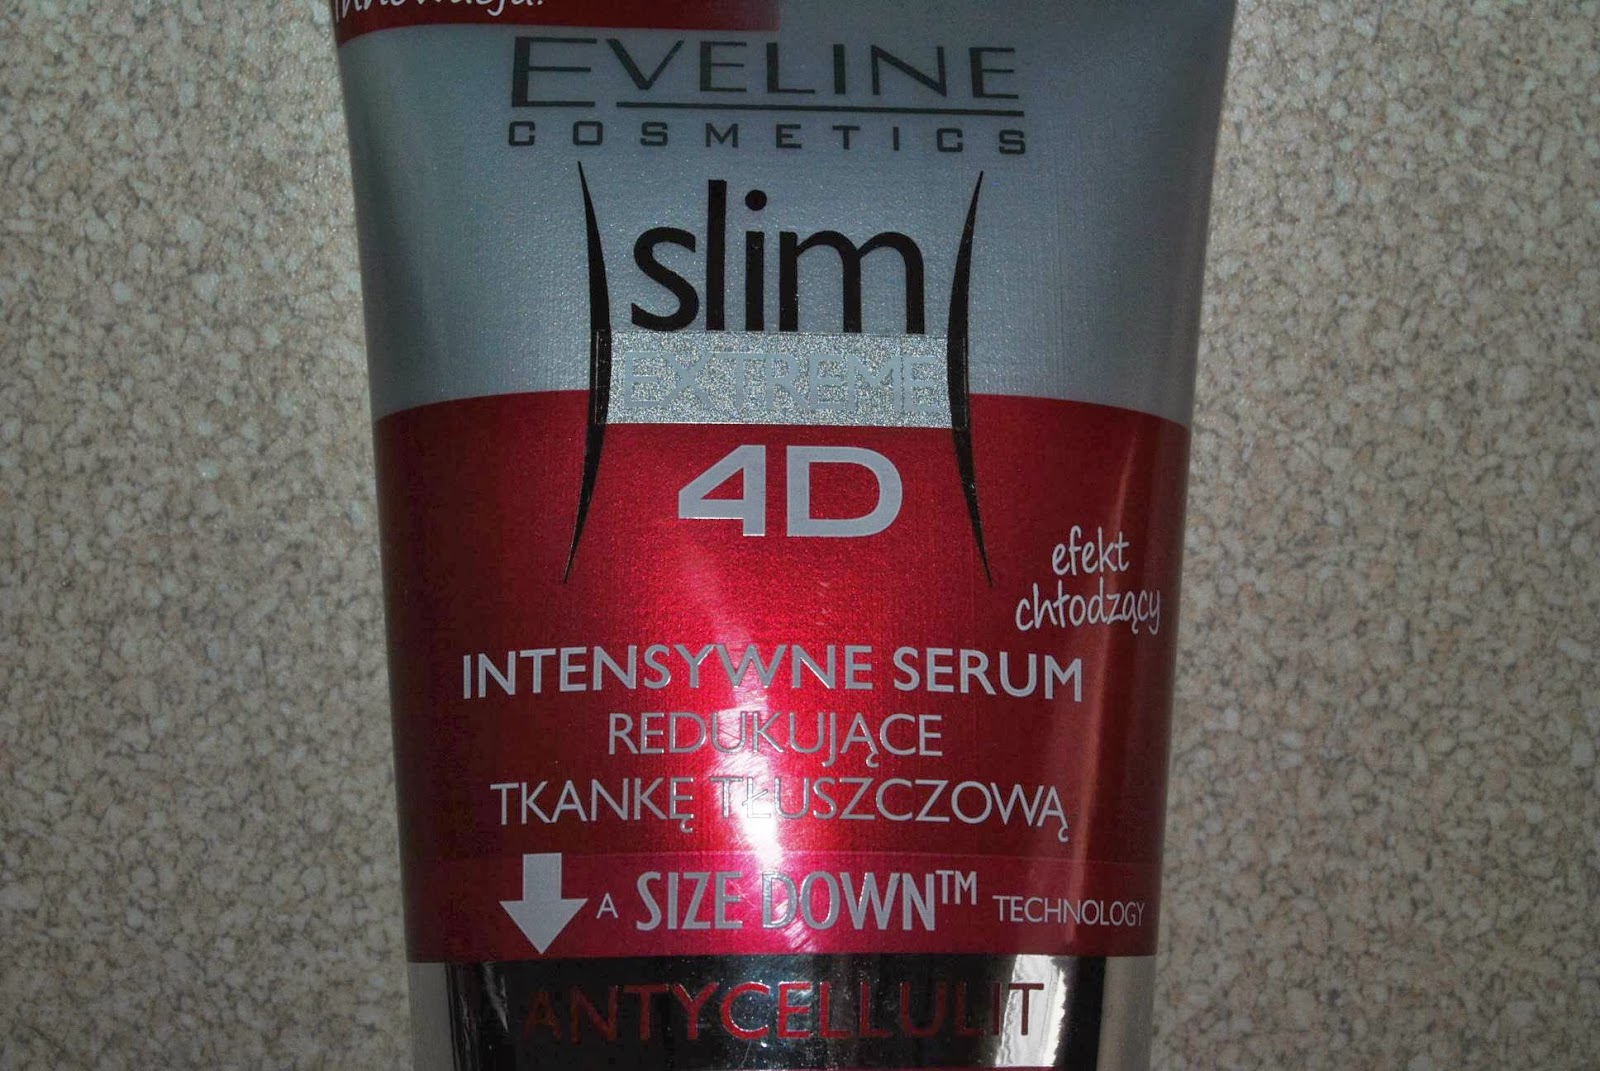 EVELINE
COSMETICS
slim
EXTREME
4D
efekt
chłodzący
INTENSYWNE SERUM
REDUKUJĄCE
TKANKĘ TŁUSZCZOWĄ
A SIZE DOWN™ TECHNOLOGY
ANTYCELLULIT